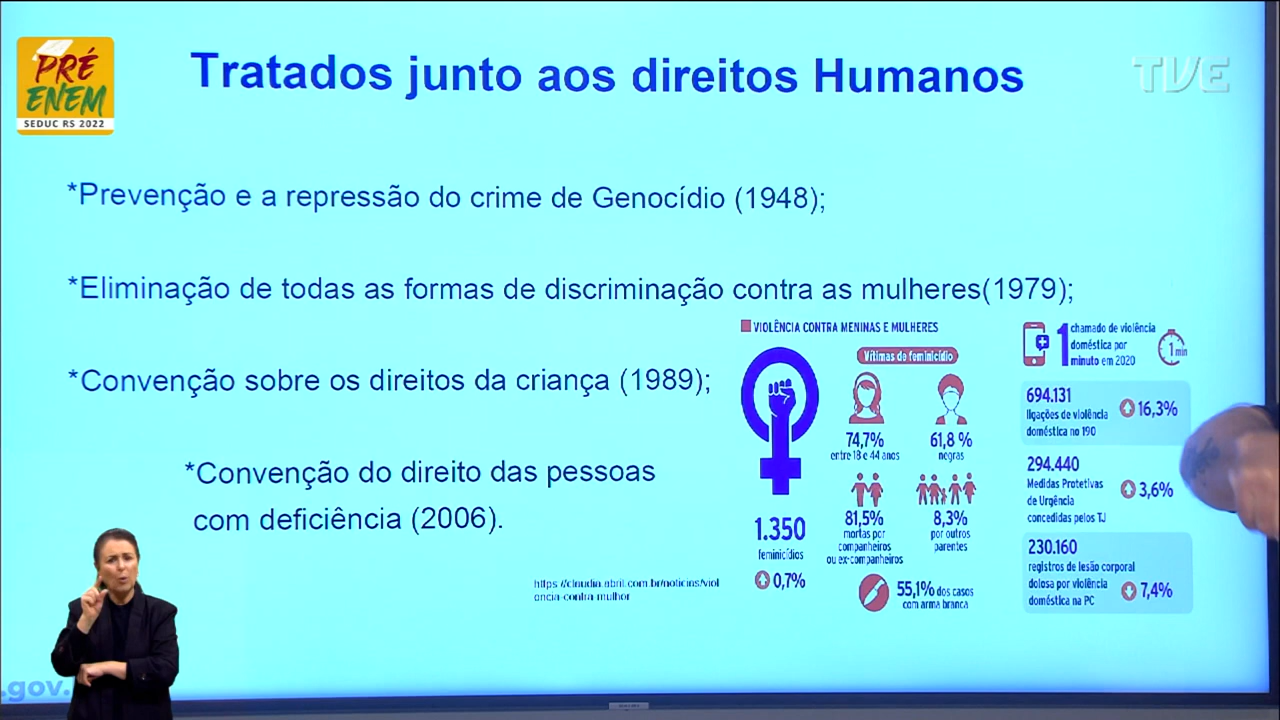 PRÉ
ENEM
SEDUC RS 2022
Tratados junto aos direitos Humanos
TVE
*Prevenção e a repressão do crime de Genocídio (1948);
*Eliminação de todas as formas de discriminação contra as mulheres(1979);
*Convenção sobre os direitos da criança (1989);
*Convenção do direito das pessoas
com deficiência (2006).
VIOLÊNCIA CONTRA MENINAS E MULHERES
1.350
feminicídios
0,7%
Vítimas de feminicídio
74,7%
entre 18 e 44 anos
61,8 %
negras
81,5%
mortas por
companheiros
ou ex-companheiros
8,3%
por outros
parentes
55,1% dos casos
com arma branca
1 chamado de violência
doméstica por
minuto em 2020
1 min
694.131
ligações de violência
doméstica no 190
16,3%
294.440
Medidas Protetivas
de Urgência
concedidas pelos TJ
3,6%
230.160
registros de lesão corporal
dolosa por violência
doméstica na PC
7,4%
https://claudia.abril.com.br/noticias/viol
encia-contra-mulher
.gov.